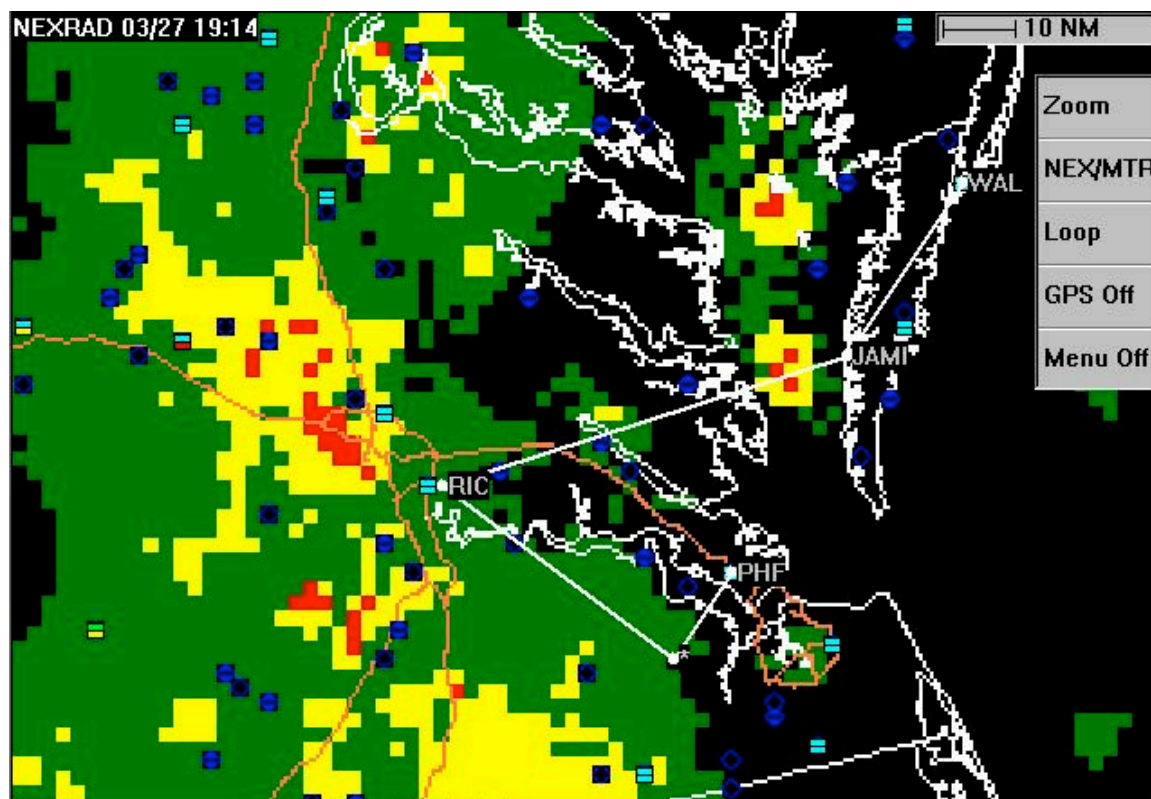 NEXRAD 03/27 19:14
10 NM
Zoom
NEX/MTR
WAL
Loop
GPS Off
JAMI
Menu Off
RIC
PHF
*